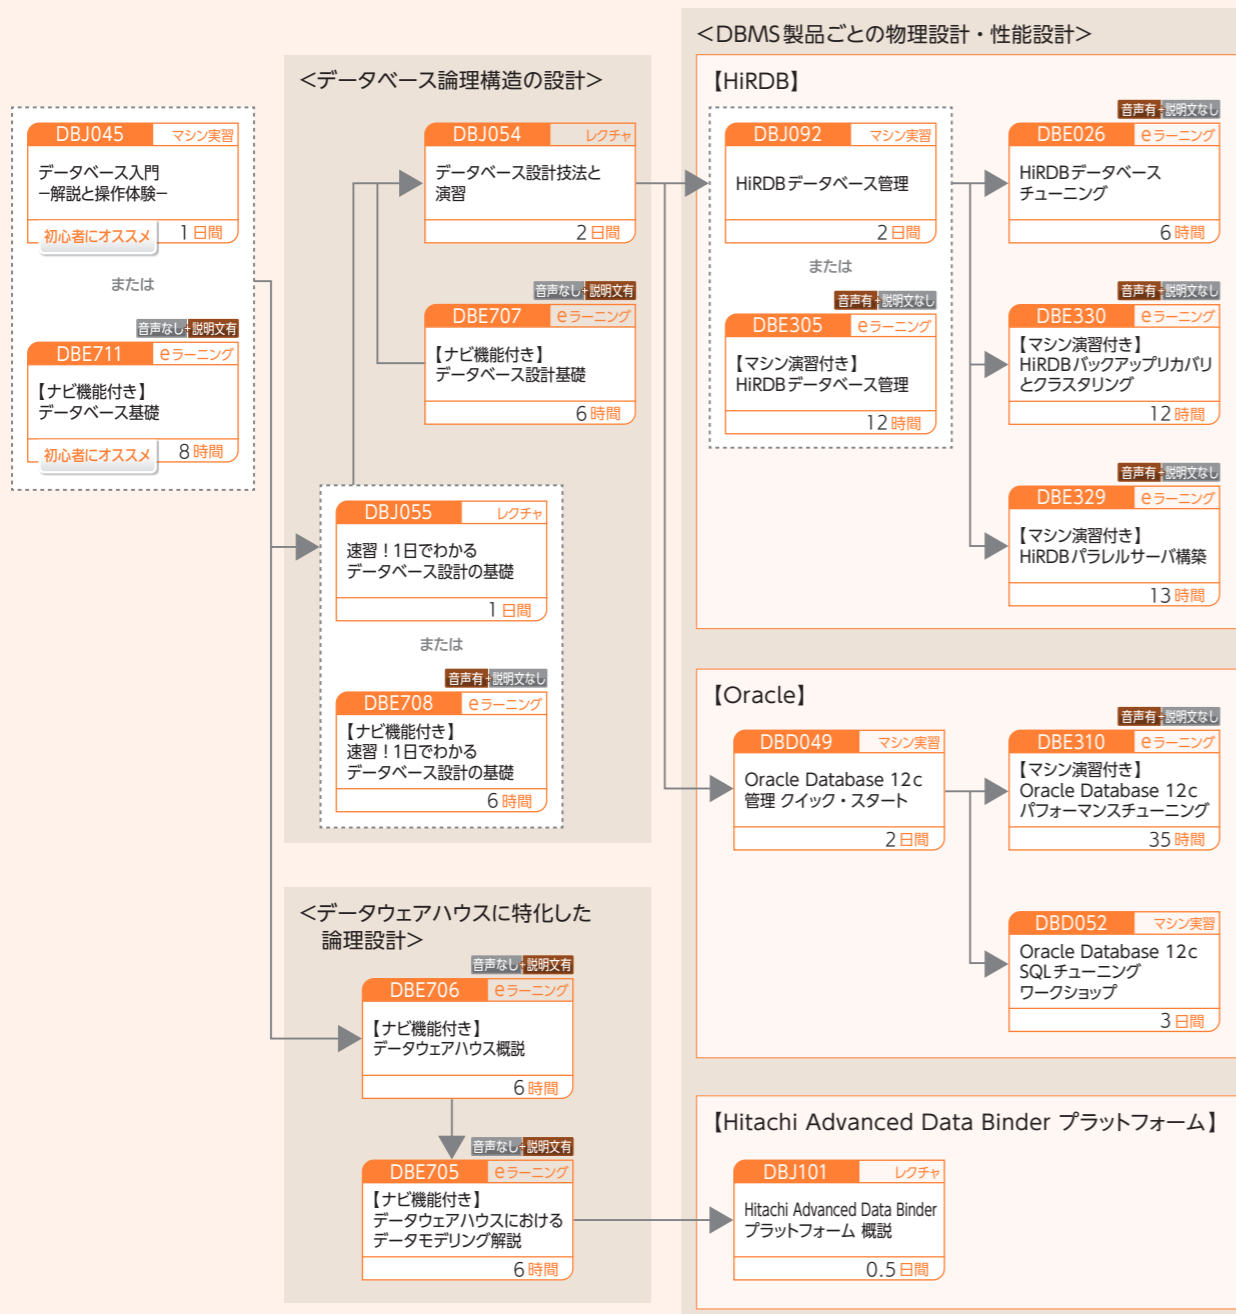 DBJ045 マシン実習
データベース入門
−解説と操作体験−
初心者にオススメ 1日間
または
音声なし+説明文有
DBE711 eラーニング
【ナビ機能付き】
データベース基礎
初心者にオススメ 8時間
<データベース論理構造の設計>
DBJ054 レクチャ
データベース設計技法と
演習
2日間
音声なし+説明文有
DBE707 eラーニング
【ナビ機能付き】
データベース設計基礎
6時間
DBJ055 レクチャ
速習！1日でわかる
データベース設計の基礎
1日間
または
音声有+説明文なし
DBE708 eラーニング
【ナビ機能付き】
速習！1日でわかる
データベース設計の基礎
6時間
<データウェアハウスに特化した
論理設計>
音声なし+説明文有
DBE706 eラーニング
【ナビ機能付き】
データウェアハウス概説
6時間
音声なし+説明文有
DBE705 eラーニング
【ナビ機能付き】
データウェアハウスにおける
データモデリング解説
6時間
<DBMS製品ごとの物理設計・性能設計>
【HiRDB】
DBJ092 マシン実習
HiRDBデータベース管理
2日間
または
音声有+説明文なし
DBE305 eラーニング
【マシン演習付き】
HiRDBデータベース管理
12時間
音声有+説明文なし
DBE026 eラーニング
HiRDBデータベース
チューニング
6時間
音声有+説明文なし
DBE330 eラーニング
【マシン演習付き】
HiRDBバックアップリカバリ
とクラスタリング
12時間
音声有+説明文なし
DBE329 eラーニング
【マシン演習付き】
HiRDBパラレルサーバ構築
13時間
【Oracle】
DBD049 マシン実習
Oracle Database 12c
管理 クイック・スタート
2日間
音声有+説明文なし
DBE310 eラーニング
【マシン演習付き】
Oracle Database 12c
パフォーマンスチューニング
35時間
DBD052 マシン実習
Oracle Database 12c
SQLチューニング
ワークショップ
3日間
【Hitachi Advanced Data Binder プラットフォーム】
DBJ101 レクチャ
Hitachi Advanced Data Binder
プラットフォーム 概説
0.5日間